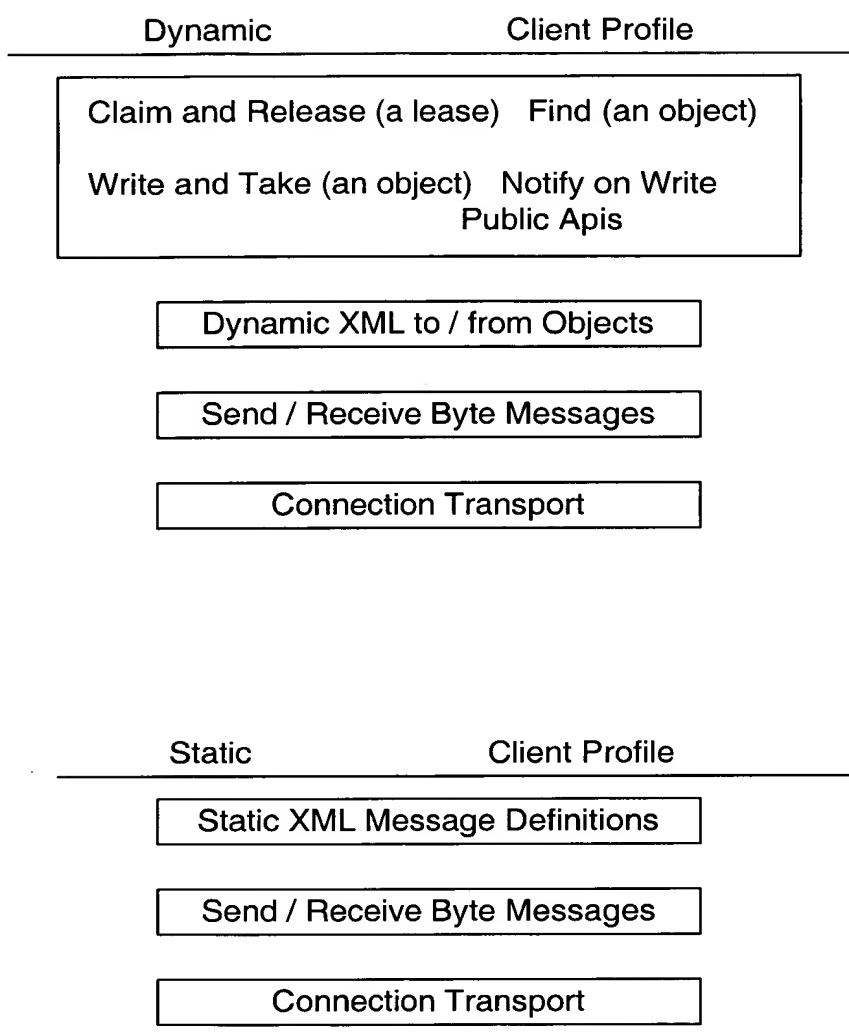 Dynamic Client Profile
Claim and Release (a lease) Find (an object)
Write and Take (an object) Notify on Write
Public Apis
Dynamic XML to / from Objects
Send / Receive Byte Messages
Connection Transport
Static Client Profile
Static XML Message Definitions
Send / Receive Byte Messages
Connection Transport